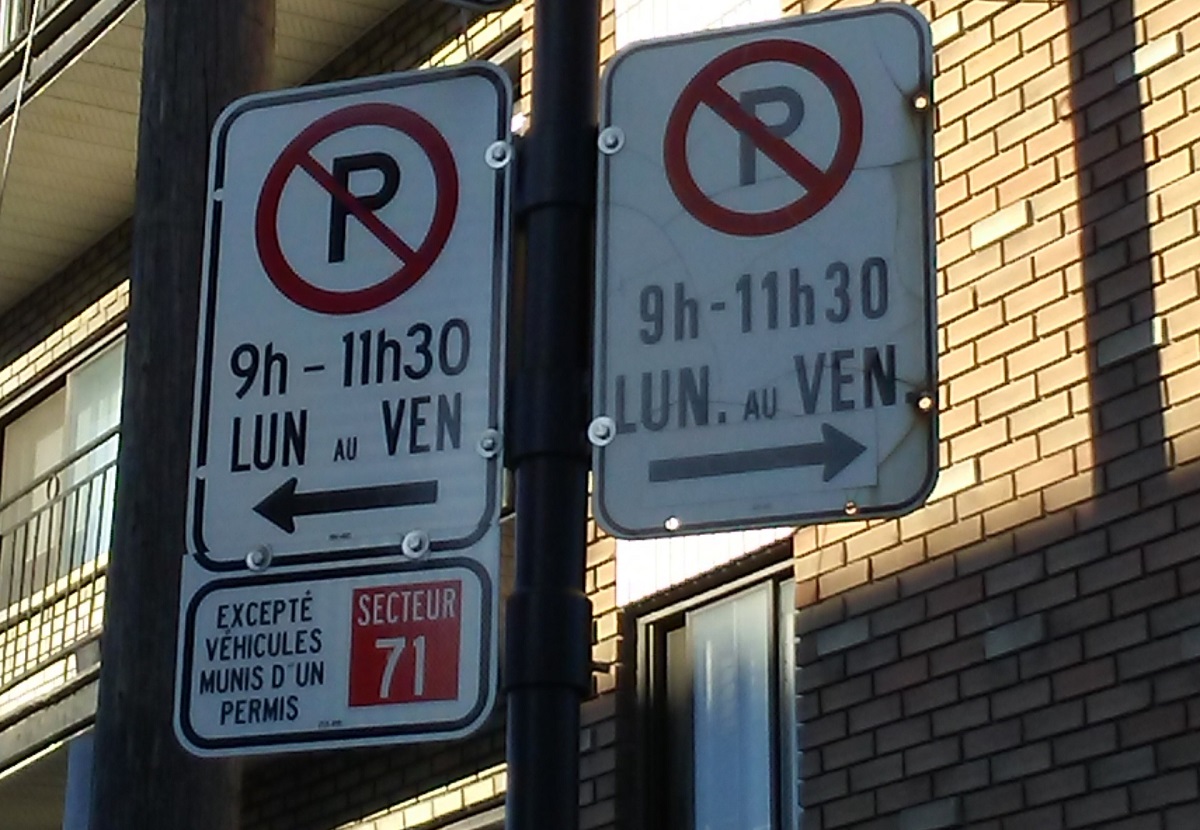 P
9h - 11h30
LUN AU VEN
EXCEPTÉ
VÉHICULES
MUNIS D'UN
PERMIS
SECTEUR
71
P
9h-11h30
LUN. AU VEN.